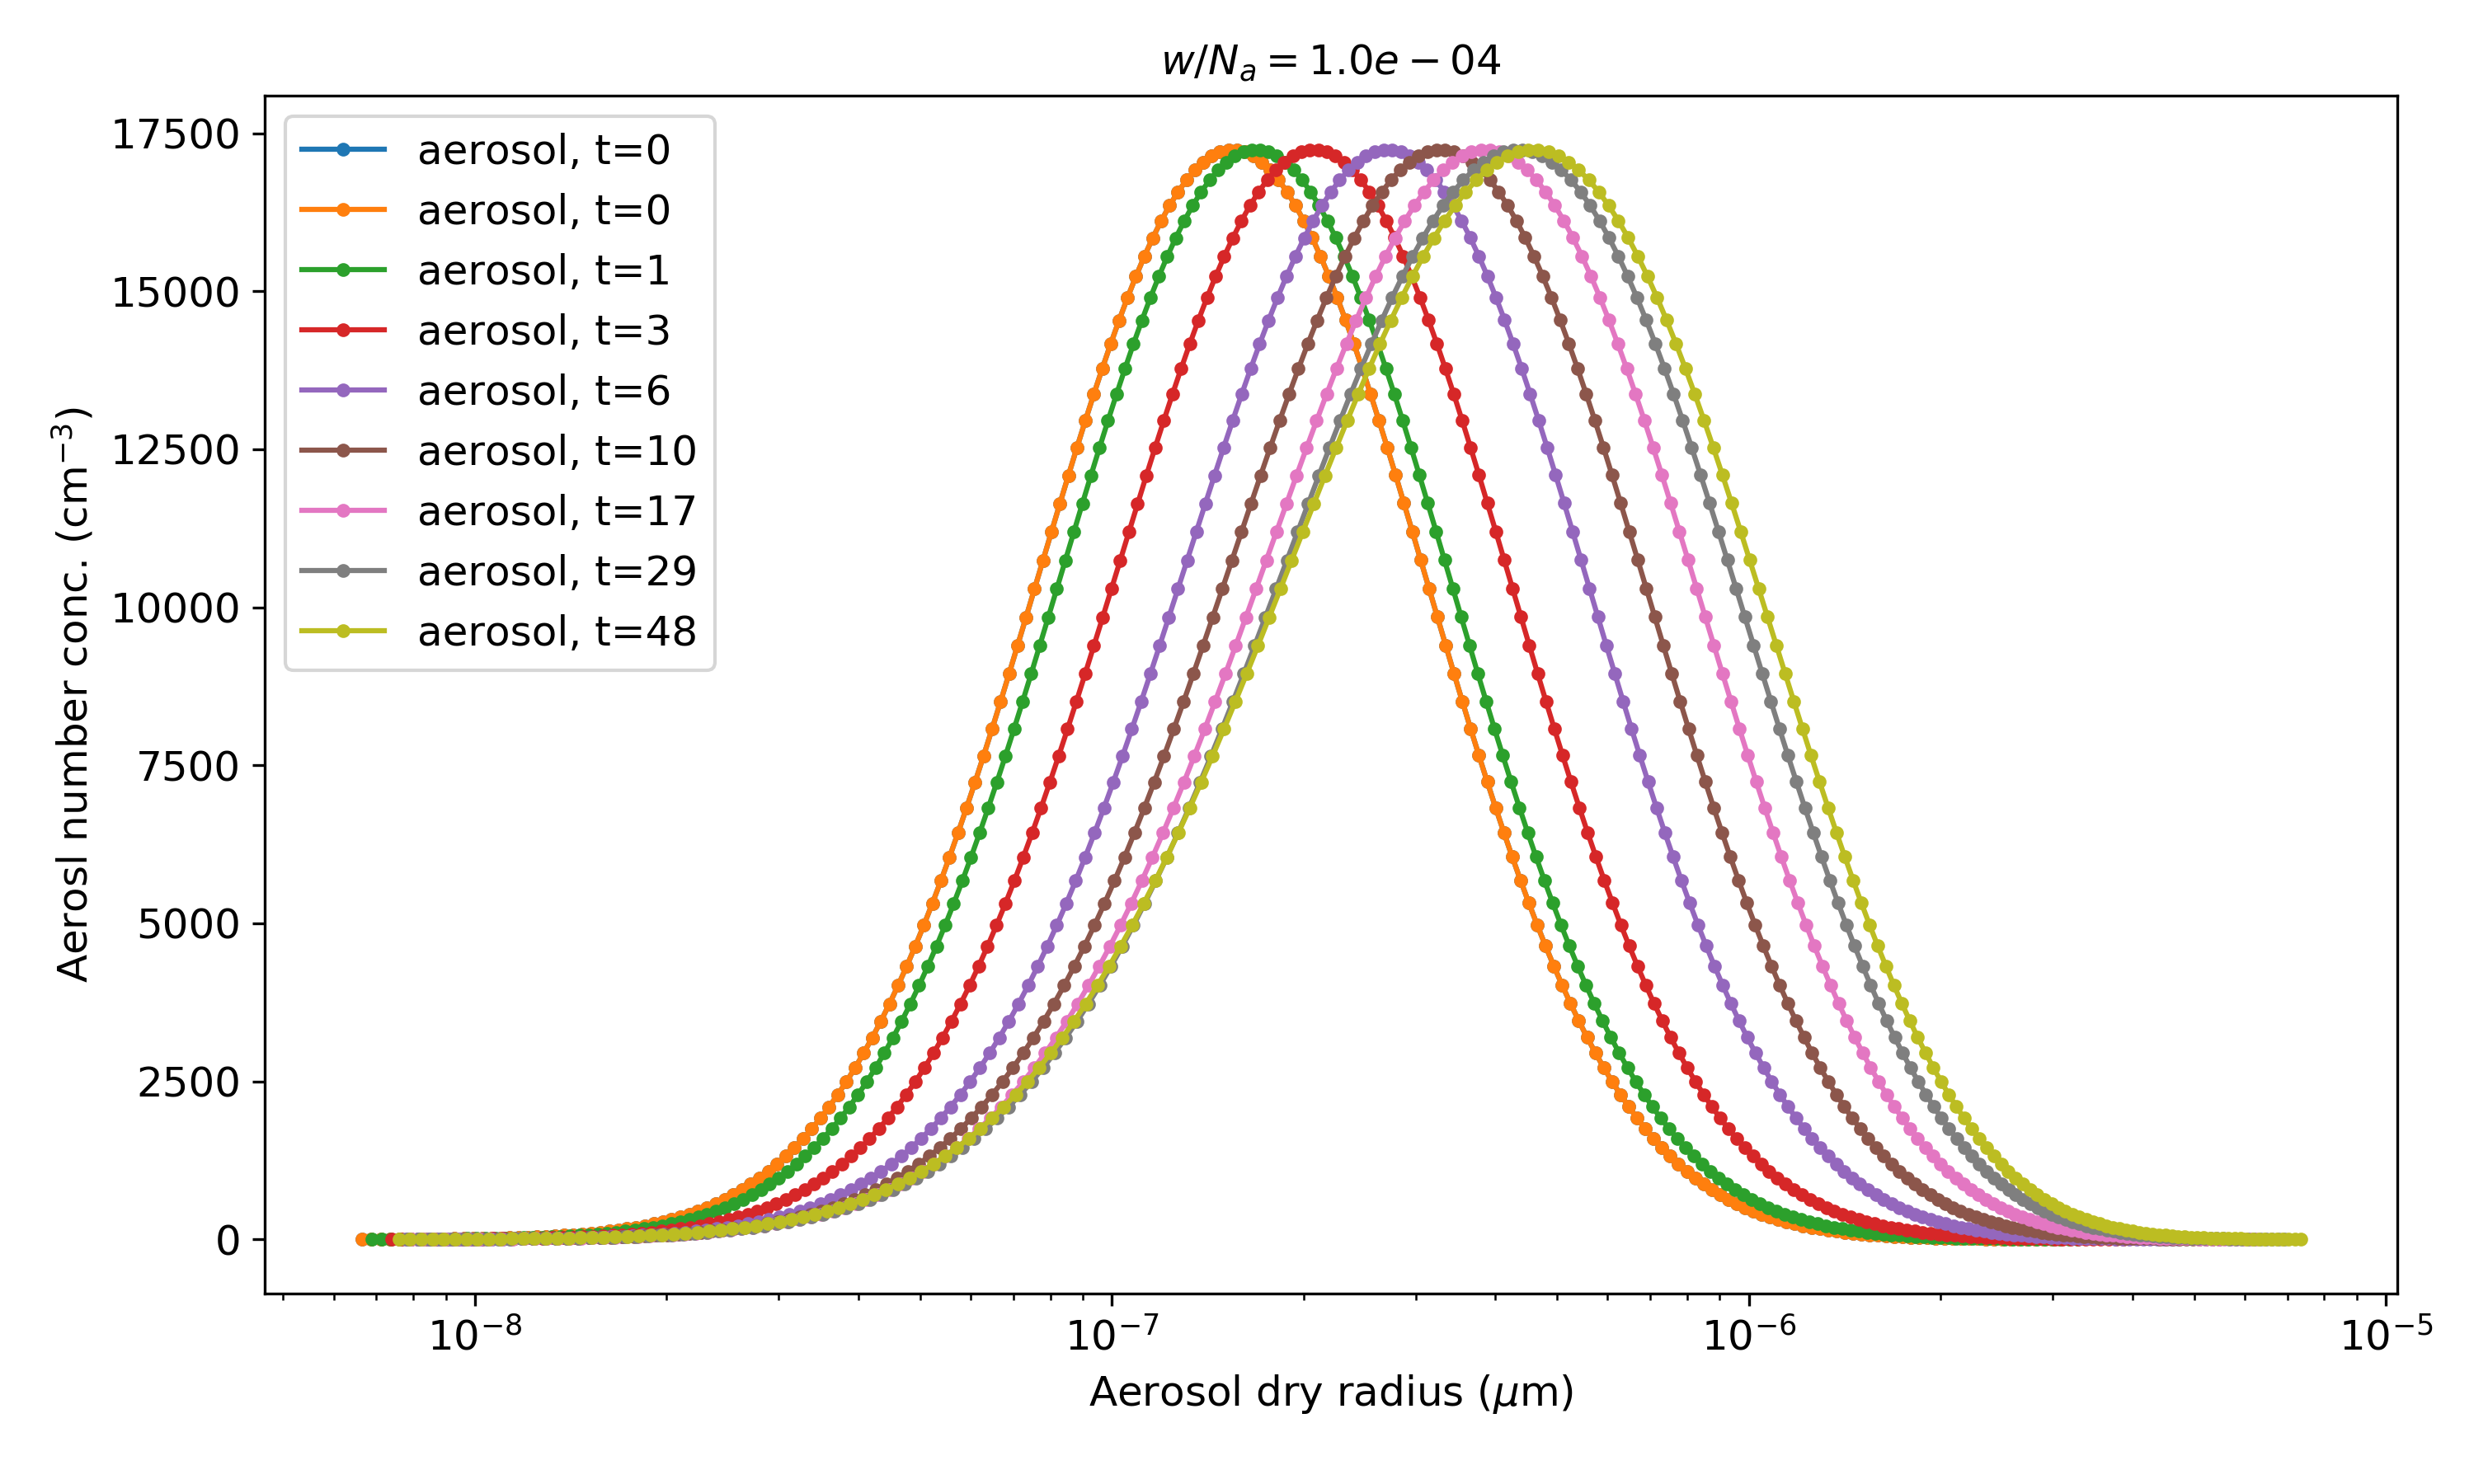 w/Nₐ = 1.0e − 04
17500
15000
12500
10000
7500
5000
2500
0
Aerosl number conc. (cm⁻³)
aerosol, t=0
aerosol, t=0
aerosol, t=1
aerosol, t=3
aerosol, t=6
aerosol, t=10
aerosol, t=17
aerosol, t=29
aerosol, t=48
10⁻⁸ 10⁻⁷ 10⁻⁶ 10⁻⁵
Aerosol dry radius (μm)